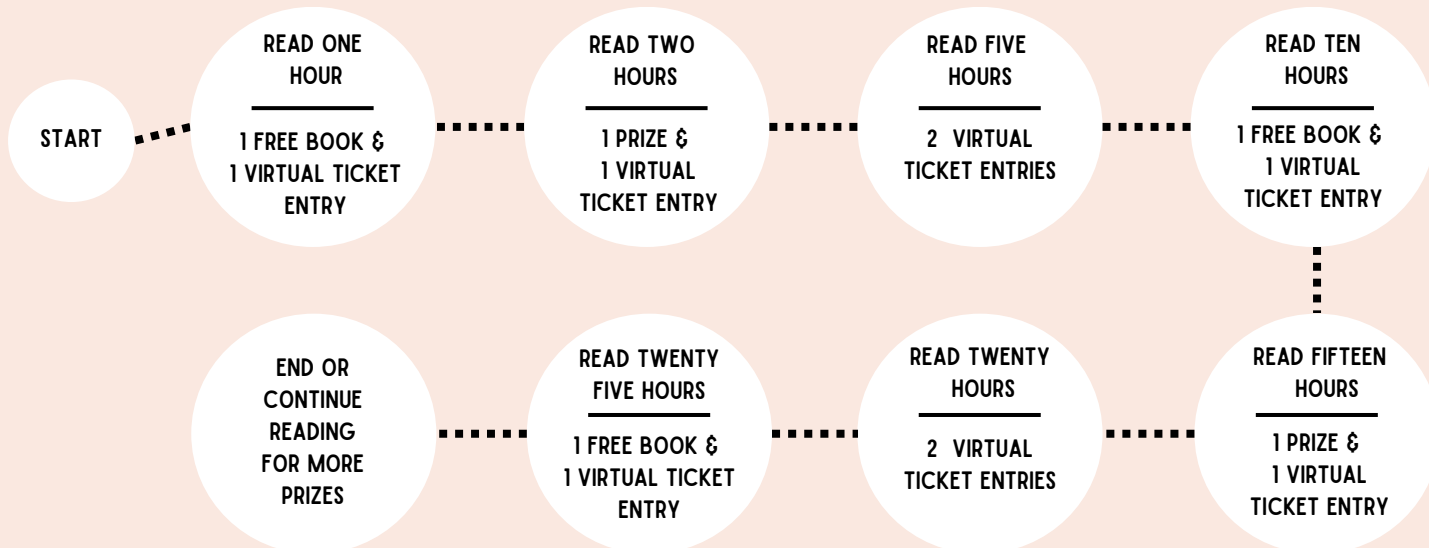 START
READ ONE
HOUR
1 FREE BOOK &
1 VIRTUAL TICKET
ENTRY
READ TWO
HOURS
1 PRIZE &
1 VIRTUAL
TICKET ENTRY
READ FIVE
HOURS
2 VIRTUAL
TICKET ENTRIES
READ TEN
HOURS
1 FREE BOOK &
1 VIRTUAL
TICKET ENTRY
READ FIFTEEN
HOURS
1 PRIZE &
1 VIRTUAL
TICKET ENTRY
READ TWENTY
HOURS
2 VIRTUAL
TICKET ENTRIES
READ TWENTY
FIVE HOURS
1 FREE BOOK &
1 VIRTUAL TICKET
ENTRY
END OR
CONTINUE
READING
FOR MORE
PRIZES